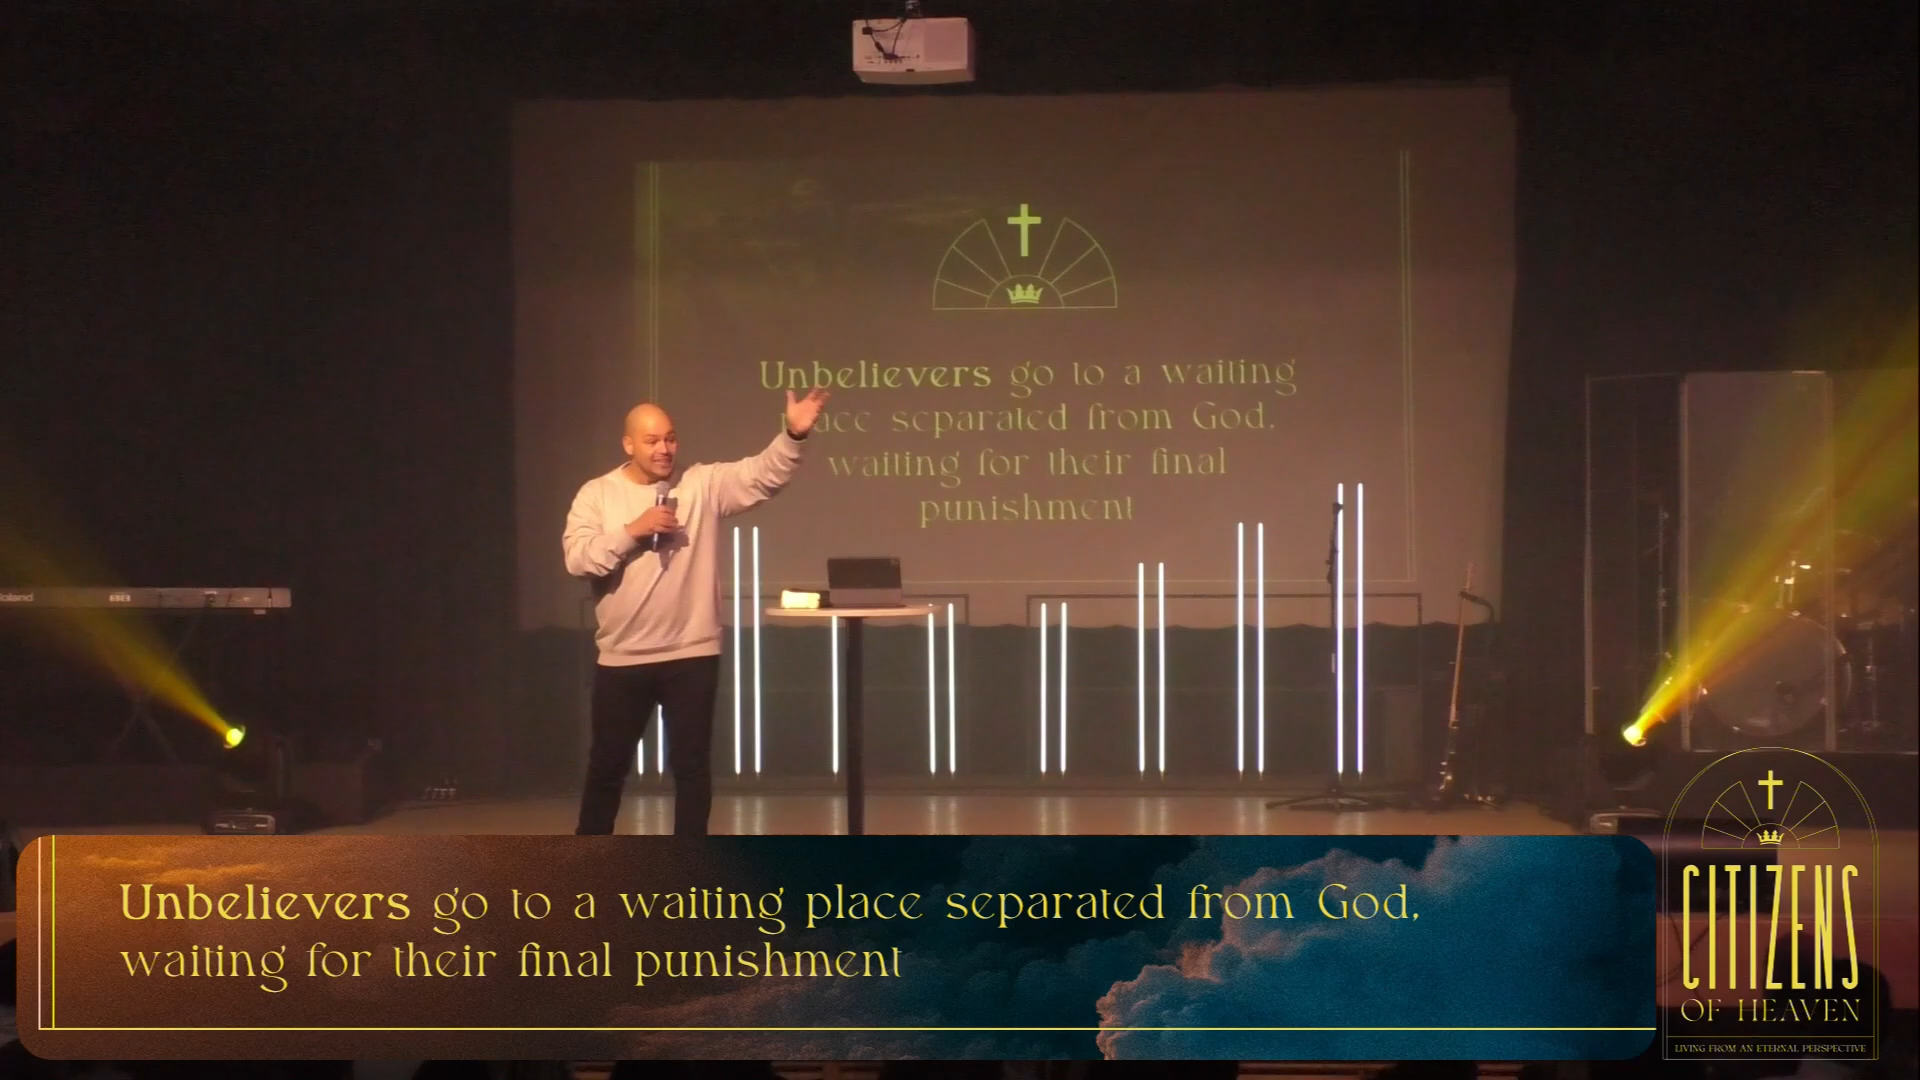 Unbelievers go to a waiting
place separated from God,
waiting for their final
punishment
Roland
Unbelievers go to a waiting place separated from God,
waiting for their final punishment
CITIZENS
OF HEAVEN
LIVING FROM AN ETERNAL PERSPECTIVE